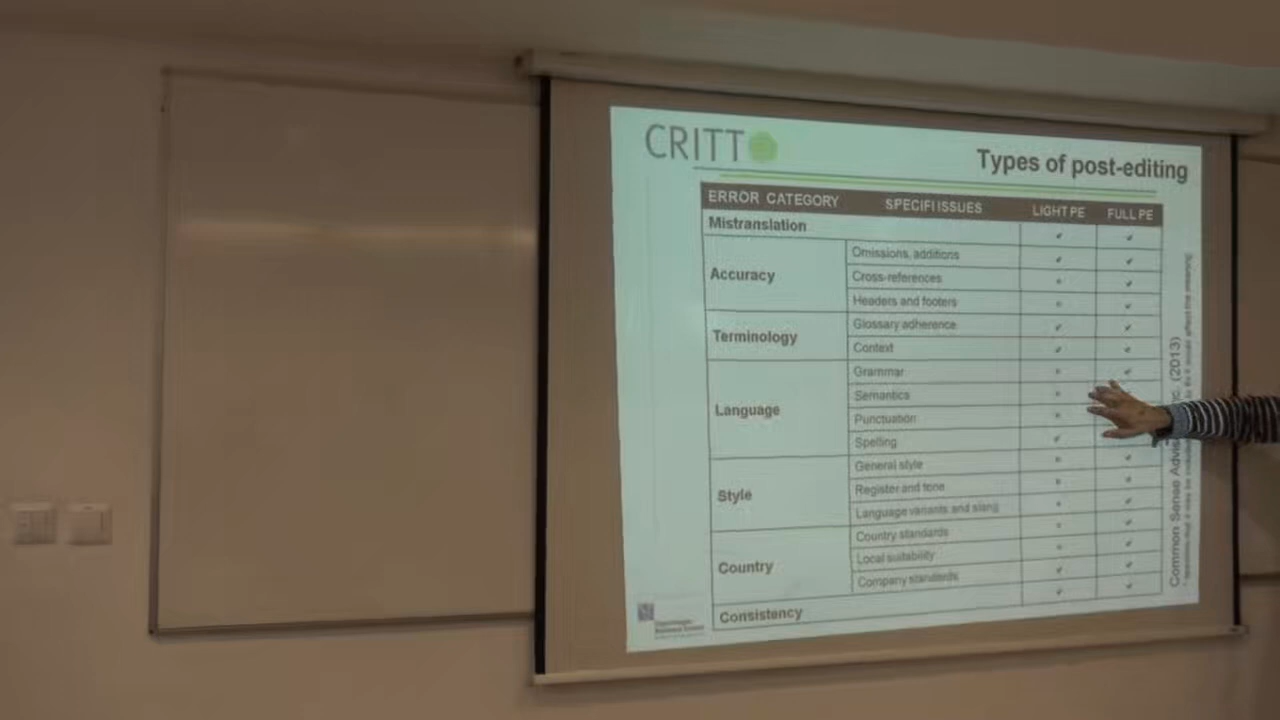 CRITT
Types of post-editing
ERROR CATEGORY SPECIFI ISSUES LIGHT PE FULL PE
Mistranslation
Accuracy
Omissions, additions
Cross-references
Headers and footers
Terminology
Glossary adherence
Context
Language
Grammar
Semantics
Punctuation
Spelling
Style
General style
Register and tone
Language variants and slang
Country
Country standards
Local suitability
Company standards
Consistency
Common Sense (2013)